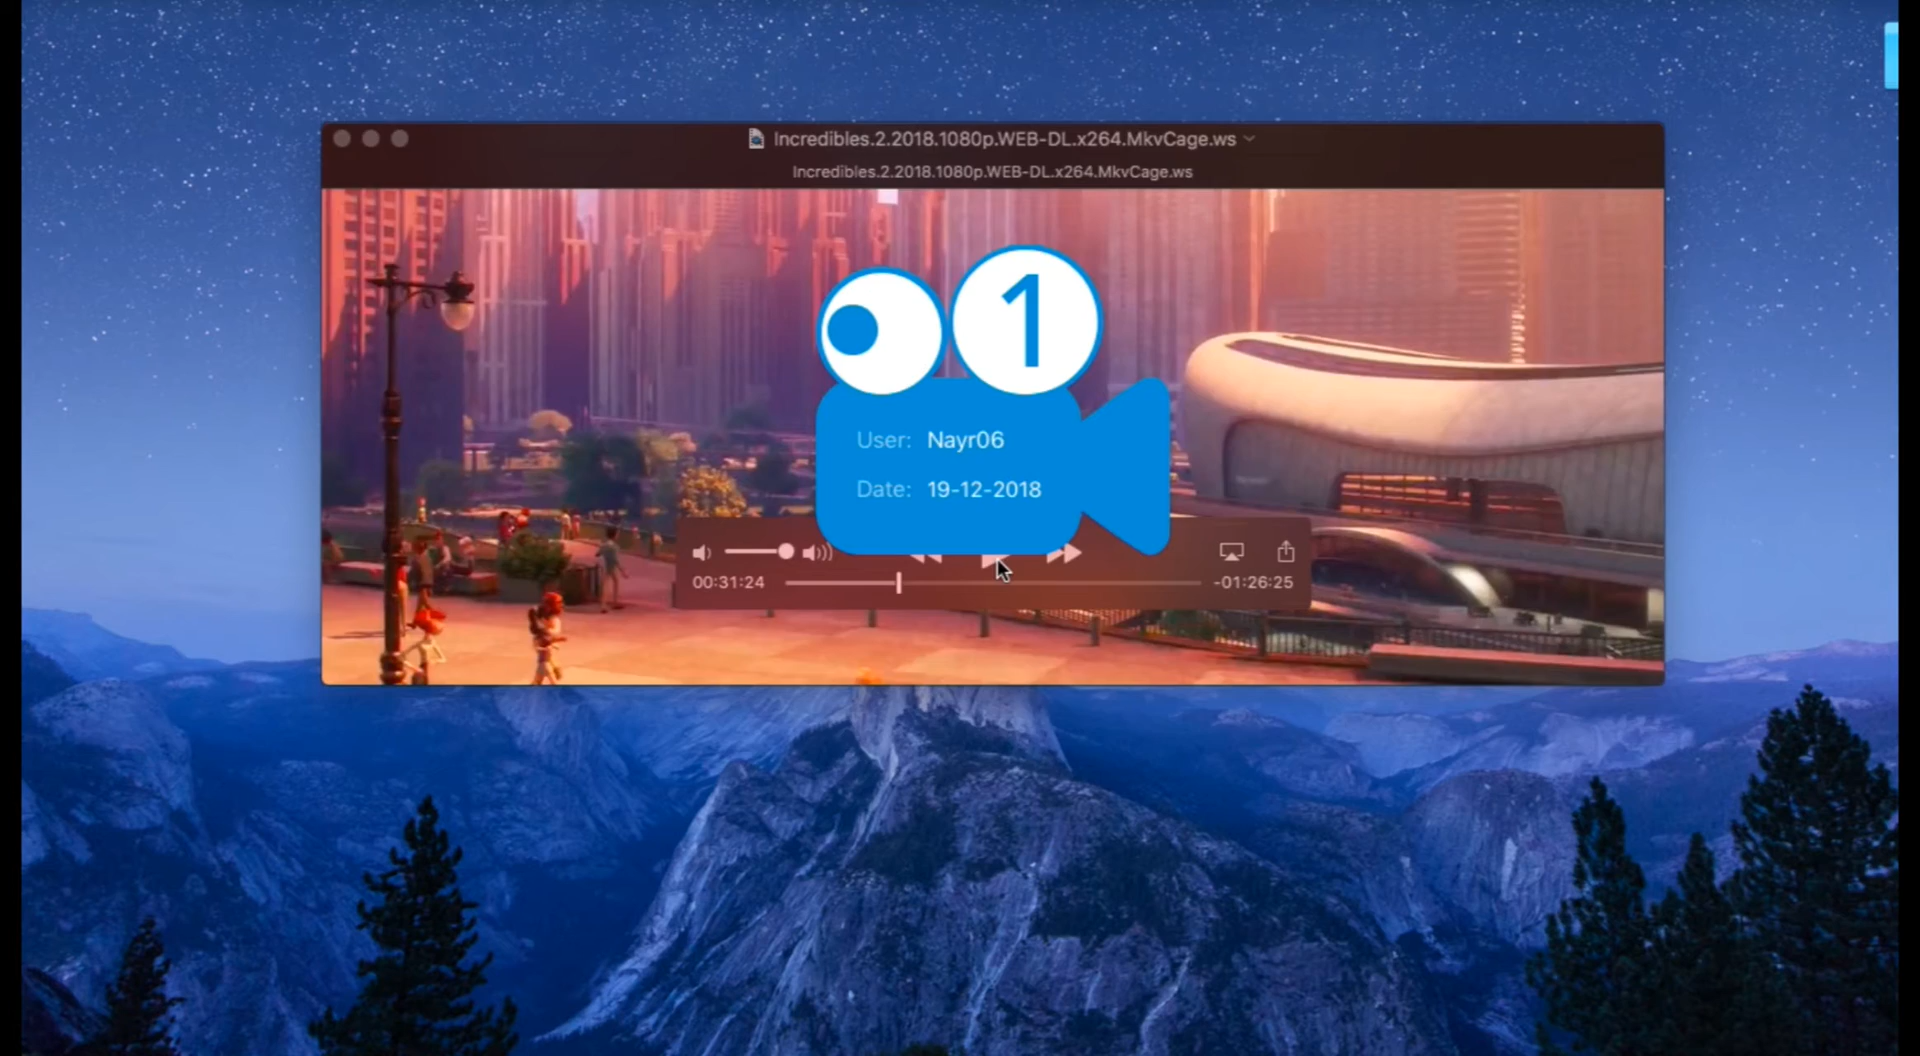 Incredibles.2.2018.1080p.WEB-DL.x264.MkvCage.ws
Incredibles.2.2018.1080p.WEB-DL.x264.MkvCage.ws
1
User: Nayr06
Date: 19-12-2018
00:31:24 -01:26:25